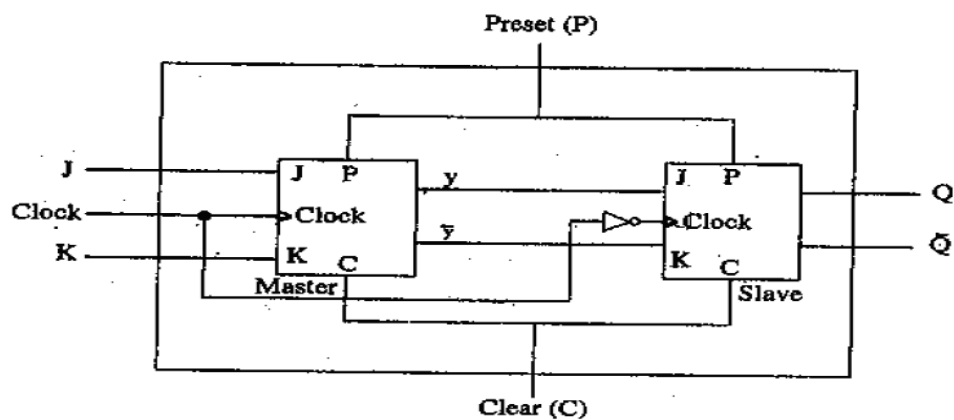 Preset (P)
J P
J P
J
y
Q
Clock
Clock
Clock
ȳ
Q̄
K
K
C
K
C
Master
Slave
Clear (C)